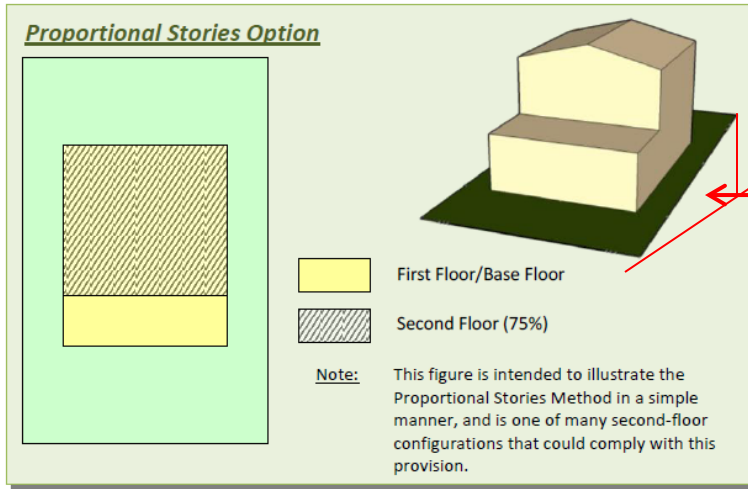 Proportional Stories Option
First Floor/Base Floor
Second Floor (75%)
Note: This figure is intended to illustrate the
Proportional Stories Method in a simple
manner, and is one of many second-floor
configurations that could comply with this
provision.